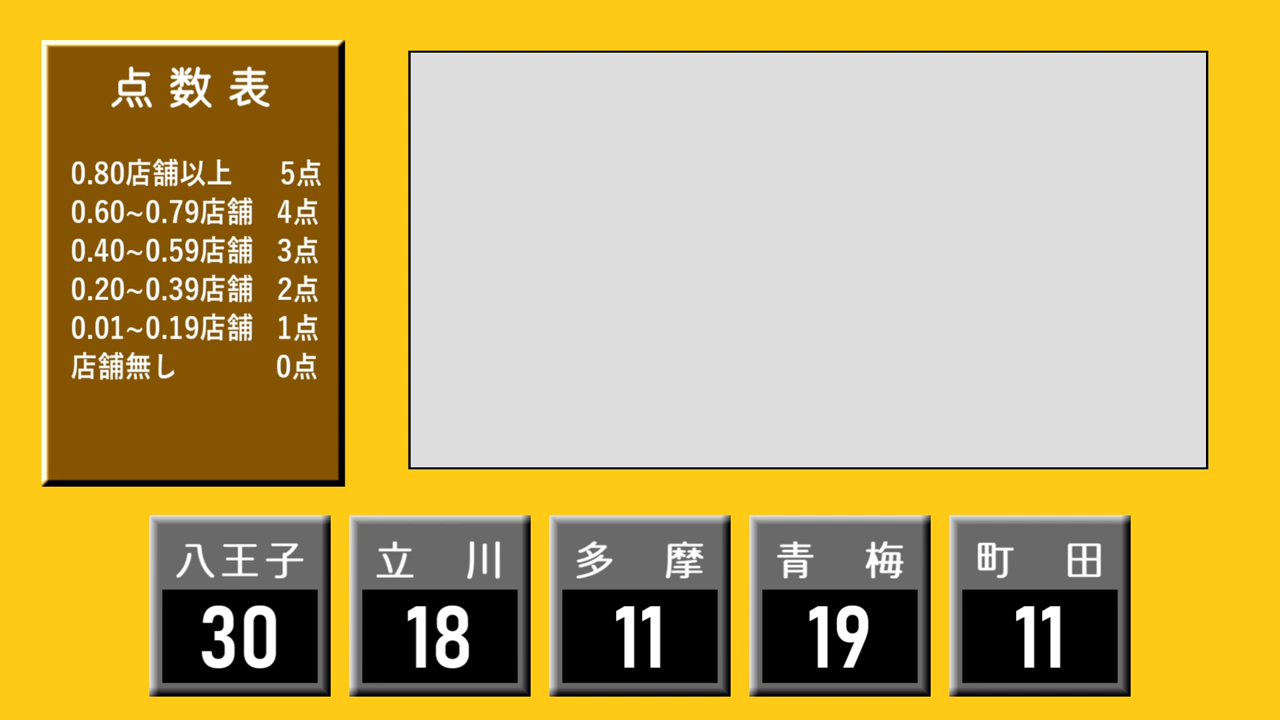 点数表
0.80店舗以上 5点
0.60~0.79店舗 4点
0.40~0.59店舗 3点
0.20~0.39店舗 2点
0.01~0.19店舗 1点
店舗無し 0点
八王子 立川 多摩 青梅 町田
30 18 11 19 11